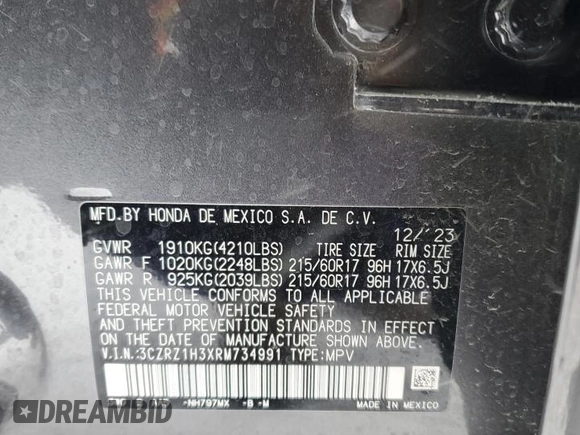 MFD.BY HONDA DE MEXICO S.A. DE C.V.
12/'23
GVWR 1910KG(4210LBS) TIRE SIZE RIM SIZE
GAWR F 1020KG(2248LBS) 215/60R17 96H 17X6.5J
GAWR R 925KG(2039LBS) 215/60R17 96H 17X6.5J
THIS VEHICLE CONFORMS TO ALL APPLICABLE
FEDERAL MOTOR VEHICLE SAFETY
AND THEFT PREVENTION STANDARDS IN EFFECT
ON THE DATE OF MANUFACTURE SHOWN ABOVE.
V.I.N.:3CZRZ1H3XRM734991 TYPE:MPV
-NH797MX -B -M MADE IN MEXICO
DREAMBID